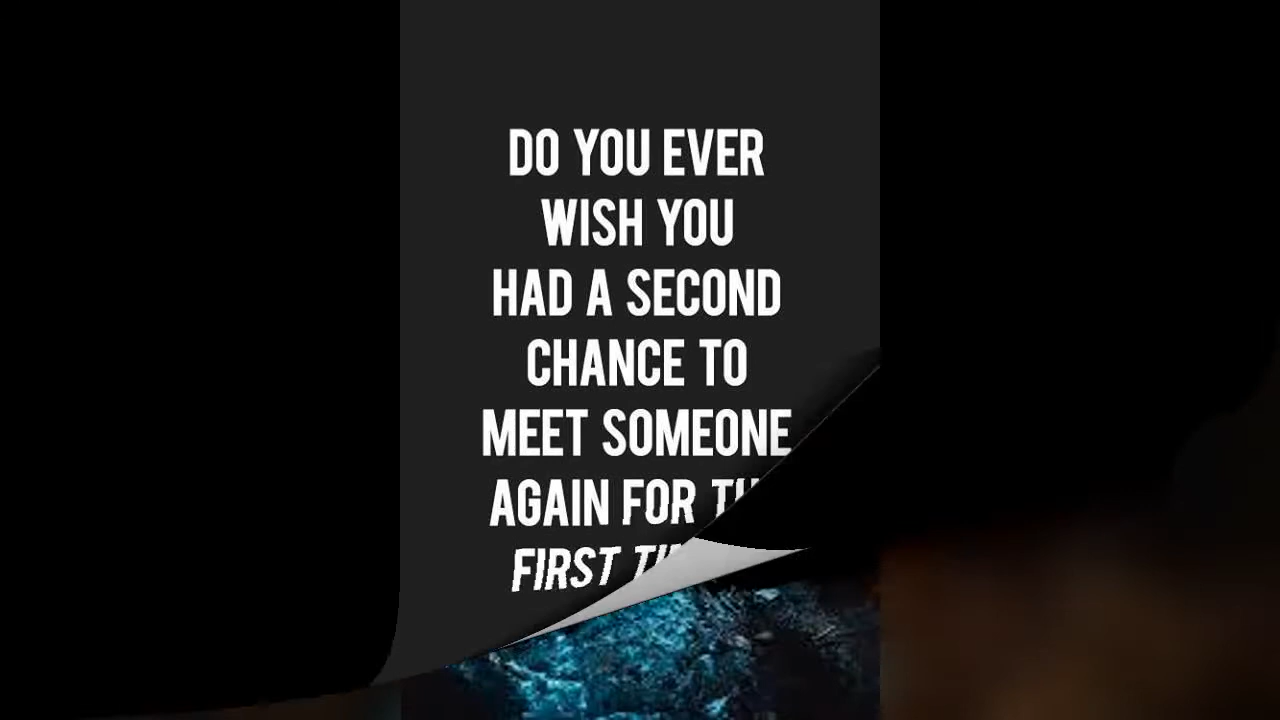 DO YOU EVER
WISH YOU
HAD A SECOND
CHANCE TO
MEET SOMEONE
AGAIN FOR
FIRST